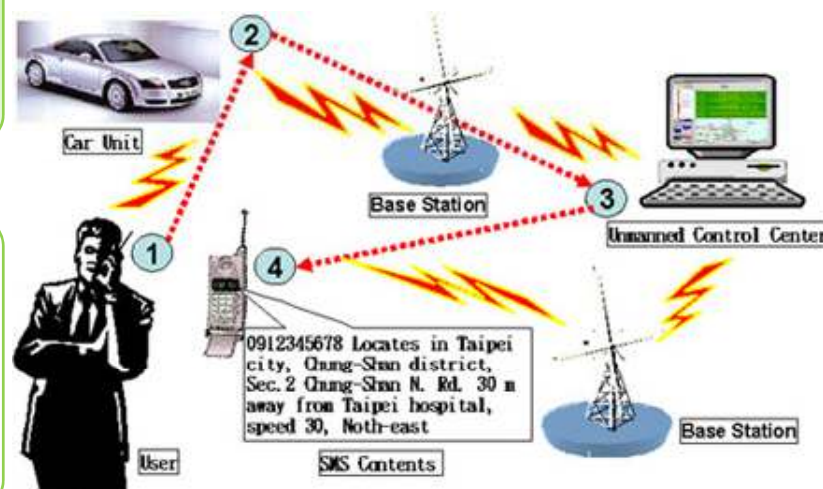 2
Car Unit
Base Station
3
Unmanned Control Center
1
4
0912345678 Locates in Taipei
city, Chung-Shan district,
Sec.2 Chung-Shan N. Rd. 30 m
away from Taipei hospital,
speed 30, Noth-east
Base Station
User
SMS Contents